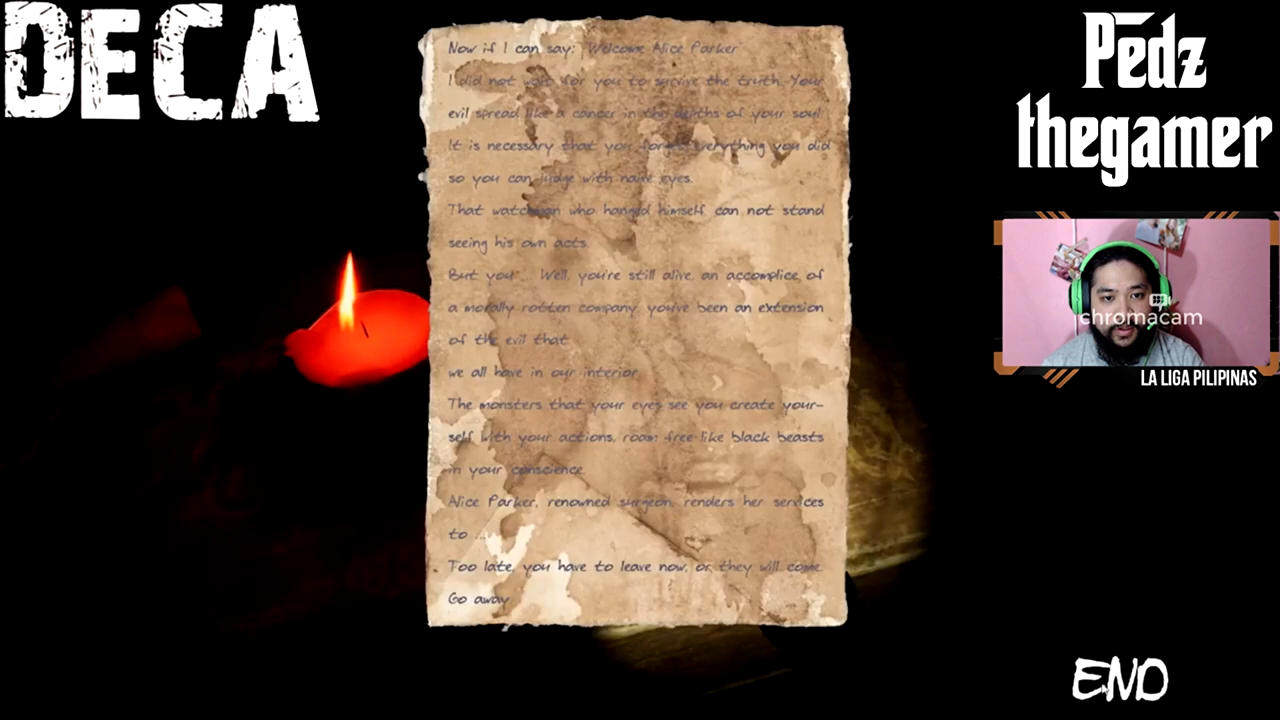 DECA
Now if I can say: "Welcome Alice Parker"
I did not wait for you to survive the truth. Your
evil spread like a cancer in the depths of your soul.
It is necessary that you forget everything you did
so you can judge with naive eyes.
That watchman who hanged himself can not stand
seeing his own acts.
But you ... Well, you're still alive, an accomplice of
a morally rotten company, you've been an extension
of the evil that
we all have in our interior.
The monsters that your eyes see you create your-
self with your actions, roam free like black beasts
in your conscience.
Alice Parker, renowned surgeon, renders her services
to ...
Too late, you have to leave now, or they will come.
Go away
Pedz
thegamer
chromacam
LA LIGA PILIPINAS
END